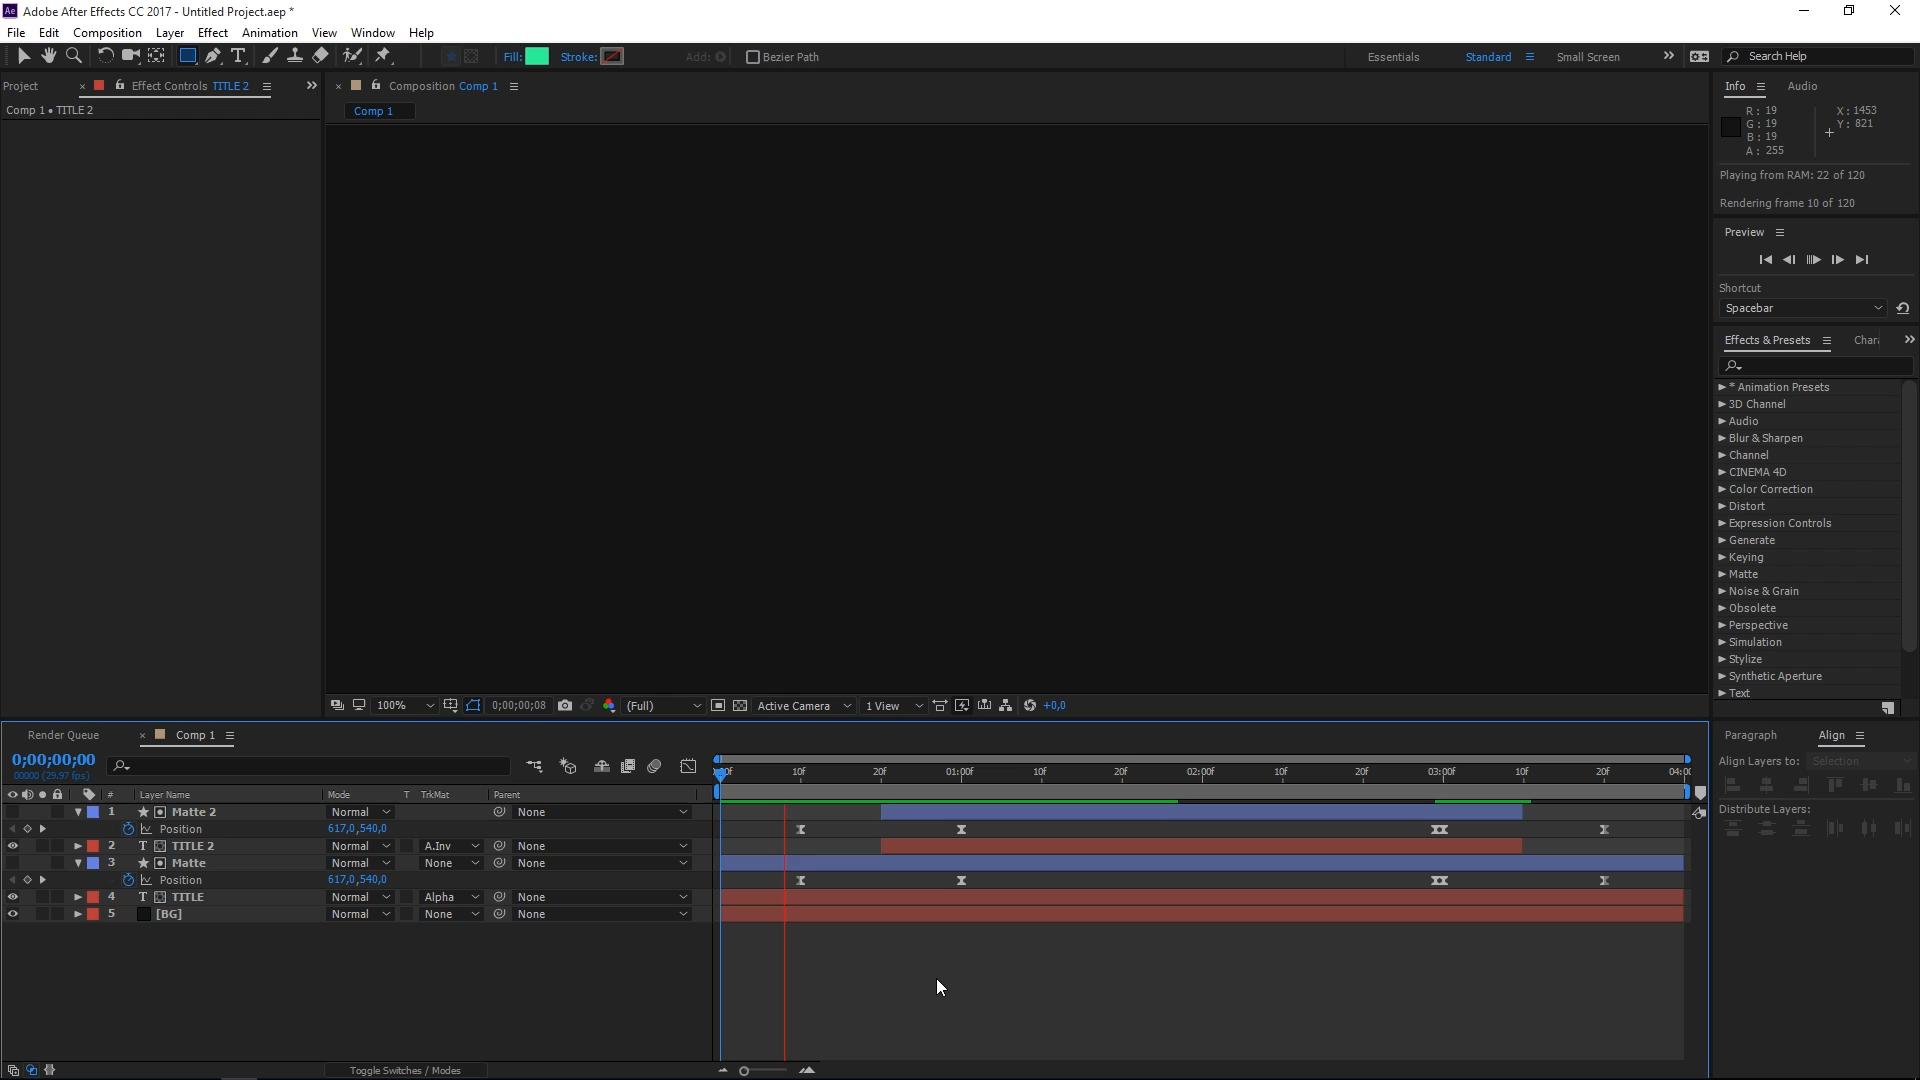 Ae Adobe After Effects CC 2017 - Untitled Project.aep *
File Edit Composition Layer Effect Animation View Window Help
Fill: Stroke: Add: Bezier Path Essentials Standard Small Screen Search Help
Project Effect Controls TITLE 2
Comp 1 • TITLE 2
Composition Comp 1
Comp 1
Info Audio
R: 19
G: 19
B: 19
A: 255
X: 1453
Y: 821
Playing from RAM: 22 of 120
Rendering frame 10 of 120
Preview
Shortcut
Spacebar
Effects & Presets Char
* Animation Presets
3D Channel
Audio
Blur & Sharpen
Channel
CINEMA 4D
Color Correction
Distort
Expression Controls
Generate
Keying
Matte
Noise & Grain
Obsolete
Perspective
Simulation
Stylize
Synthetic Aperture
Text
100% 0;00;00;08 (Full) Active Camera 1 View +0,0
Render Queue Comp 1
0;00;00;00
00000 (29.97 fps)
10f 20f 01:00f 10f 20f 02:00f 10f 20f 03:00f 10f 20f 04:00
# Layer Name Mode T TrkMat Parent
1 Matte 2 Normal None
Position 617,0,540,0
2 T TITLE 2 Normal A.Inv None
3 Matte Normal None None
Position 617,0,540,0
4 T TITLE Normal Alpha None
5 [BG] Normal None None
Toggle Switches / Modes
Paragraph Align
Align Layers to: Selection
Distribute Layers: